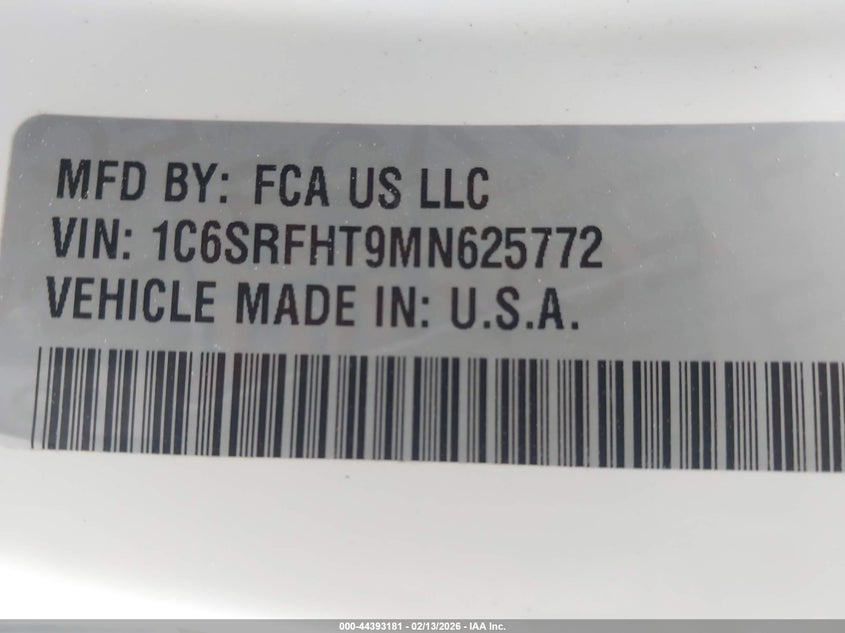 MFD BY: FCA US LLC
VIN: 1C6SRFHT9MN625772
VEHICLE MADE IN: U.S.A.
000-44393181 - 02/13/2026 - IAA Inc.